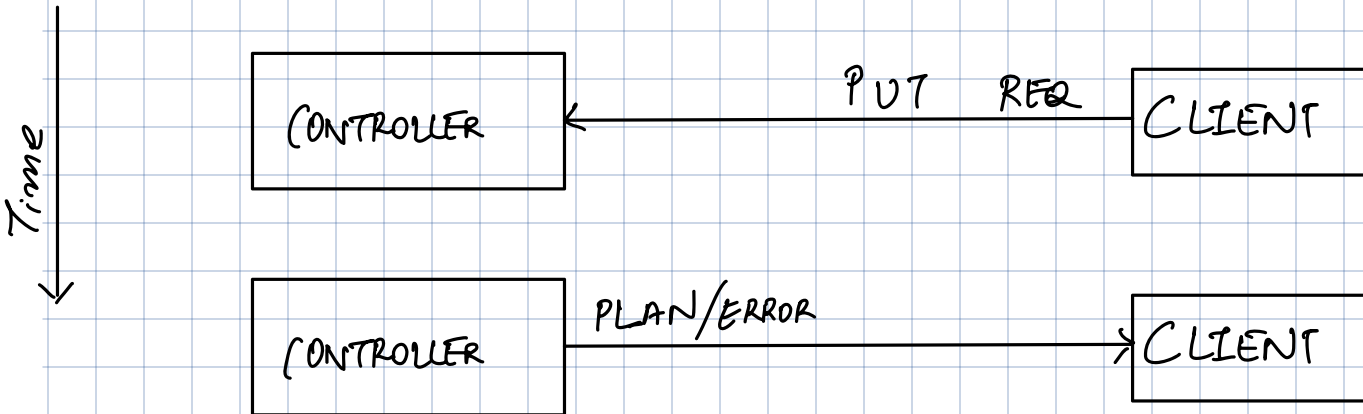 Time
CONTROLLER
PUT REQ
CLIENT
CONTROLLER
PLAN/ERROR
CLIENT